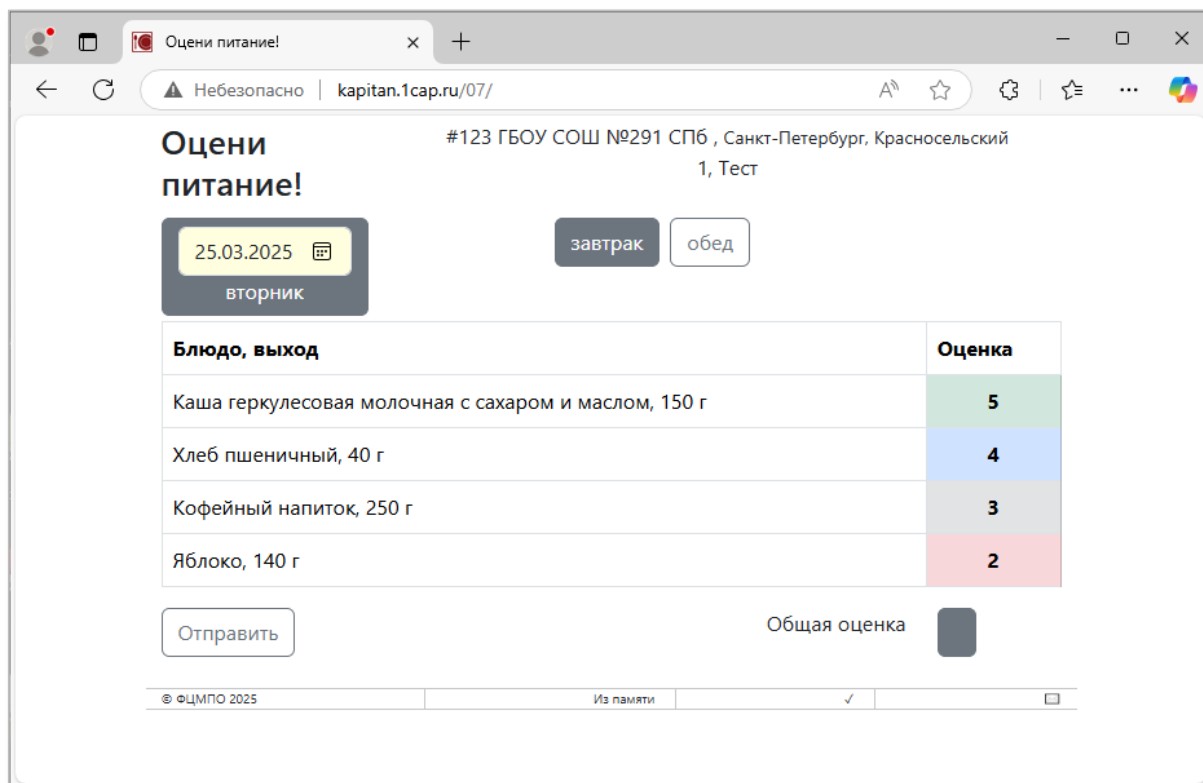 Оцени питание!
Небезопасно | kapitan.1cap.ru/07/
Оцени
питание!
#123 ГБОУ СОШ №291 СПб , Санкт-Петербург, Красносельский
1, Тест
25.03.2025
вторник
завтрак обед
Блюдо, выход Оценка
Каша геркулесовая молочная с сахаром и маслом, 150 г 5
Хлеб пшеничный, 40 г 4
Кофейный напиток, 250 г 3
Яблоко, 140 г 2
Отправить Общая оценка
© ФЦМПО 2025 Из памяти ✓